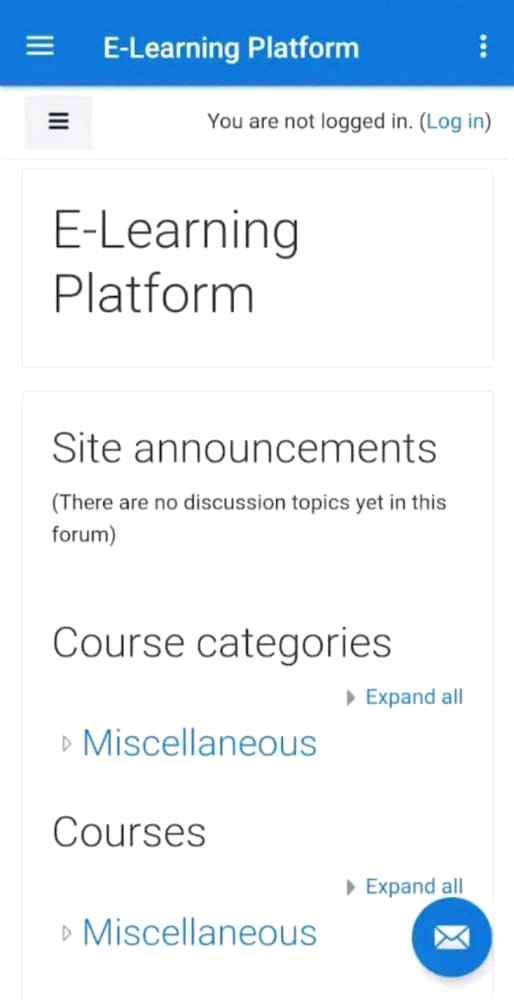 E-Learning Platform
You are not logged in. (Log in)
E-Learning
Platform
Site announcements
(There are no discussion topics yet in this
forum)
Course categories
Expand all
Miscellaneous
Courses
Expand all
Miscellaneous